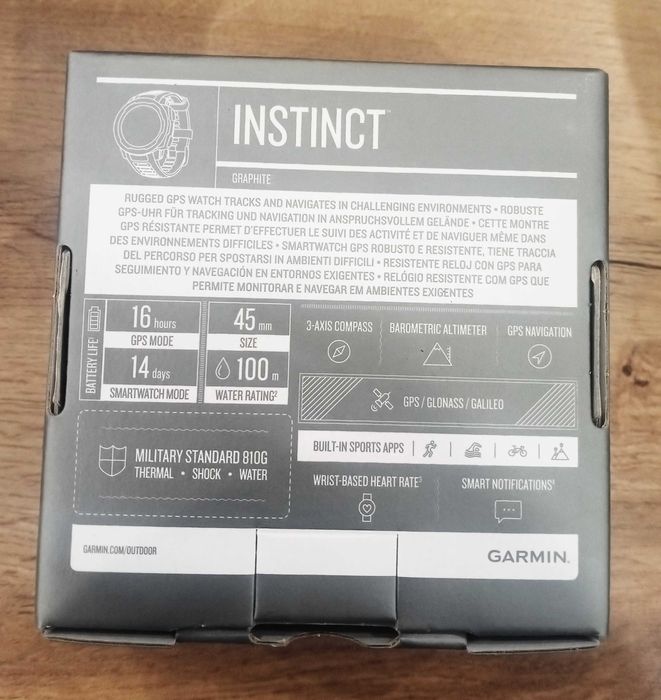 INSTINCT™
GRAPHITE
RUGGED GPS WATCH TRACKS AND NAVIGATES IN CHALLENGING ENVIRONMENTS • ROBUSTE
GPS-UHR FÜR TRACKING UND NAVIGATION IN ANSPRUCHSVOLLEM GELÄNDE • CETTE MONTRE
GPS RÉSISTANTE PERMET D'EFFECTUER LE SUIVI DES ACTIVITÉ ET DE NAVIGUER MÊME DANS
DES ENVIRONNEMENTS DIFFICILES • SMARTWATCH GPS ROBUSTO E RESISTENTE, TIENE TRACCIA
DEL PERCORSO PER SPOSTARSI IN AMBIENTI DIFFICILI • RESISTENTE RELOJ CON GPS PARA
SEGUIMIENTO Y NAVEGACIÓN EN ENTORNOS EXIGENTES • RELÓGIO RESISTENTE COM GPS QUE
PERMITE MONITORAR E NAVEGAR EM AMBIENTES EXIGENTES
BATTERY LIFE¹
16 hours
GPS MODE
14 days
SMARTWATCH MODE
45 mm
SIZE
100 m
WATER RATING²
3-AXIS COMPASS
BAROMETRIC ALTIMETER
GPS NAVIGATION
GPS / GLONASS / GALILEO
BUILT-IN SPORTS APPS
MILITARY STANDARD 810G
THERMAL • SHOCK • WATER
WRIST-BASED HEART RATE³
SMART NOTIFICATIONS⁴
GARMIN.COM/OUTDOOR
GARMIN.